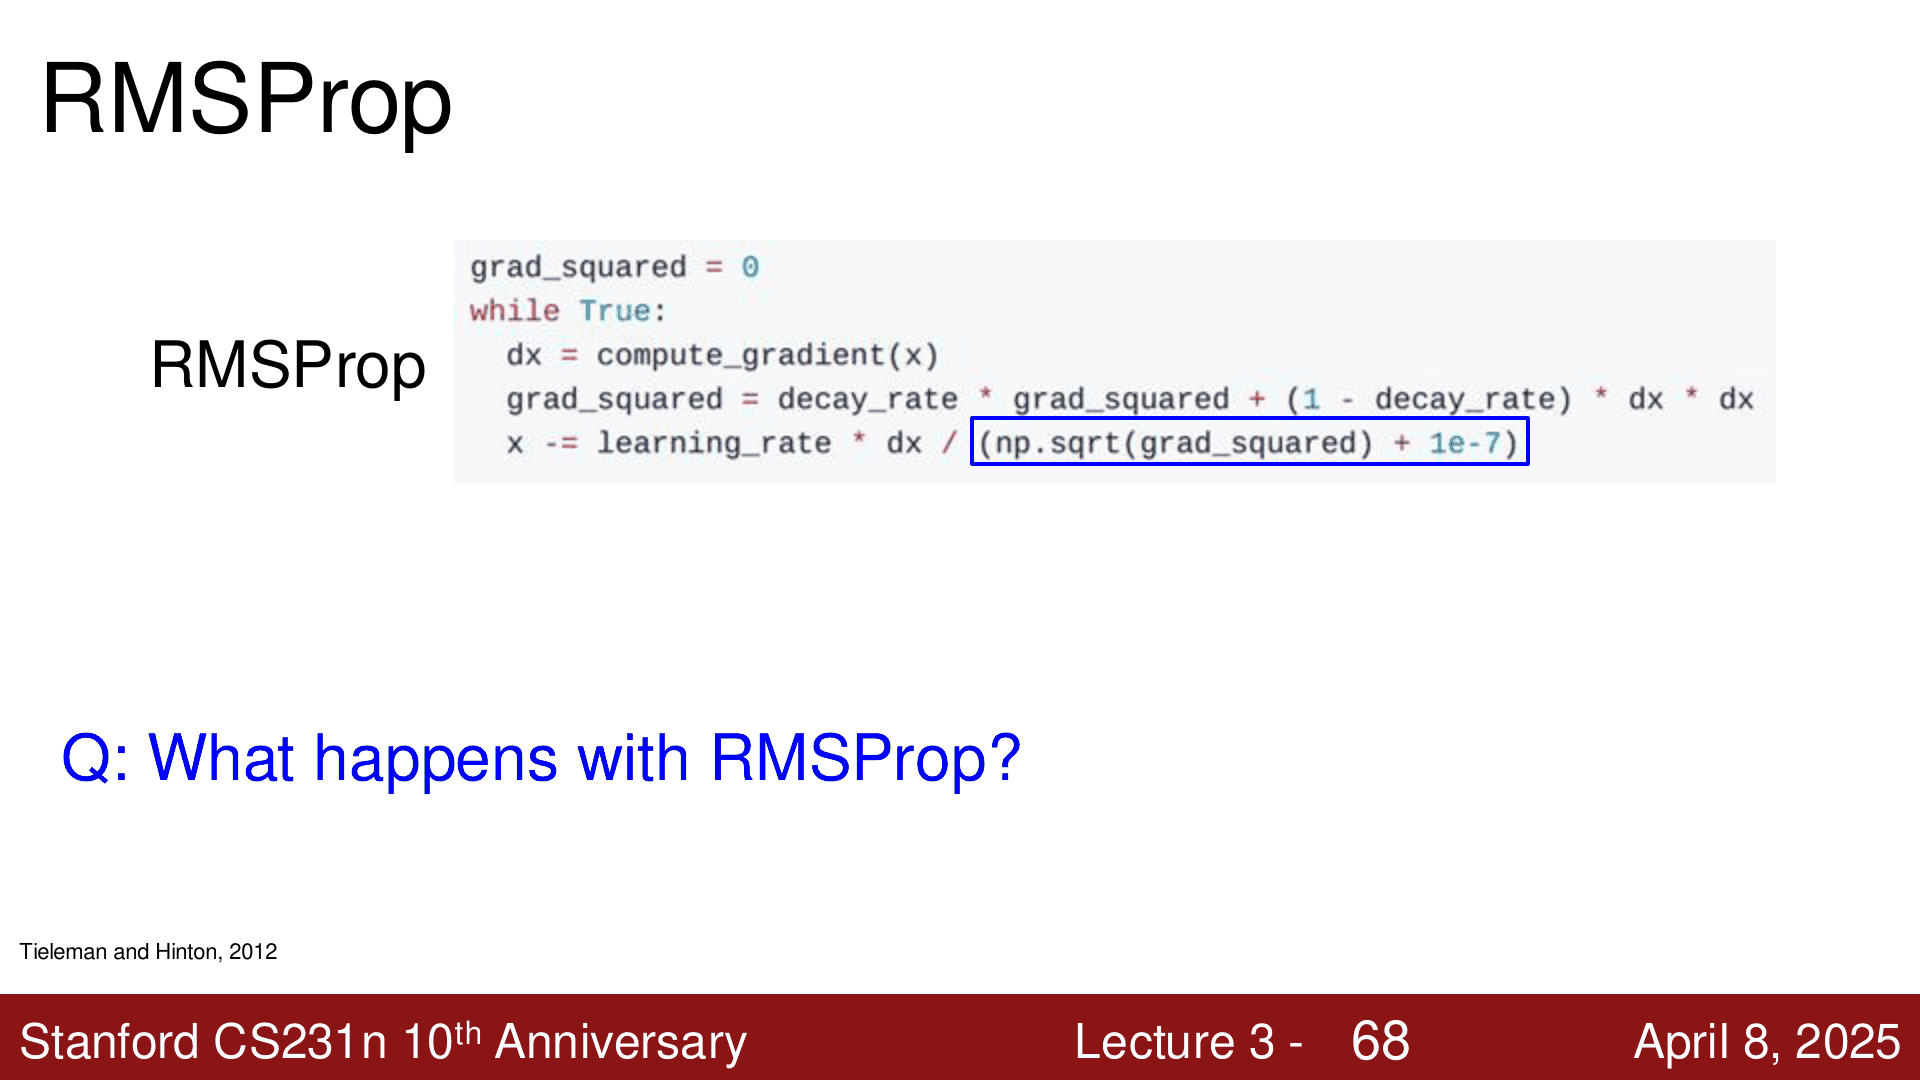 RMSProp
RMSProp
grad_squared = 0
while True:
  dx = compute_gradient(x)
  grad_squared = decay_rate * grad_squared + (1 - decay_rate) * dx * dx
  x -= learning_rate * dx / (np.sqrt(grad_squared) + 1e-7)
Q: What happens with RMSProp?
Tieleman and Hinton, 2012
Stanford CS231n 10th Anniversary Lecture 3 - 68 April 8, 2025